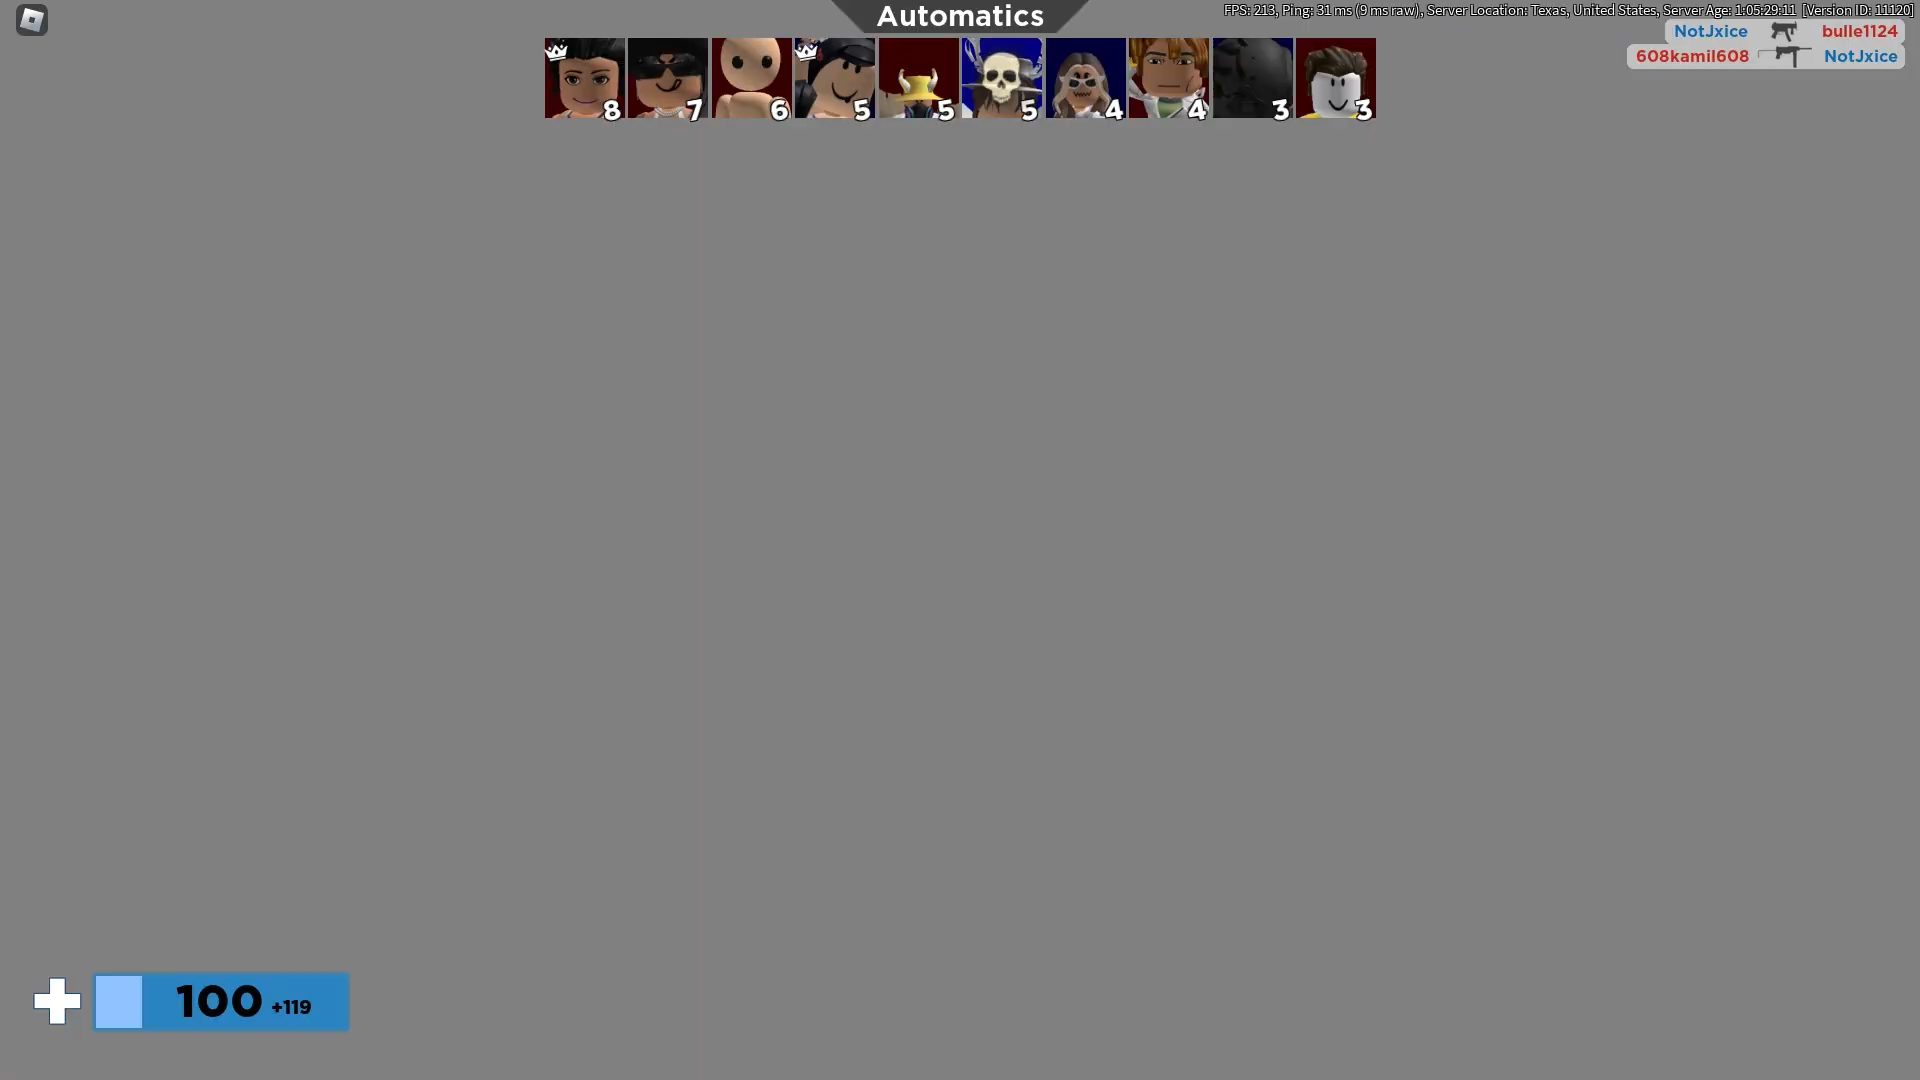 Automatics
FPS: 213, Ping: 31 ms (9 ms raw), Server Location: Texas, United States, Server Age: 1:05:29:11 [Version ID: 11120]
NotJxice bulle1124
608kamil608 NotJxice
8 7 6 5 5 5 4 4 3 3
100 +119